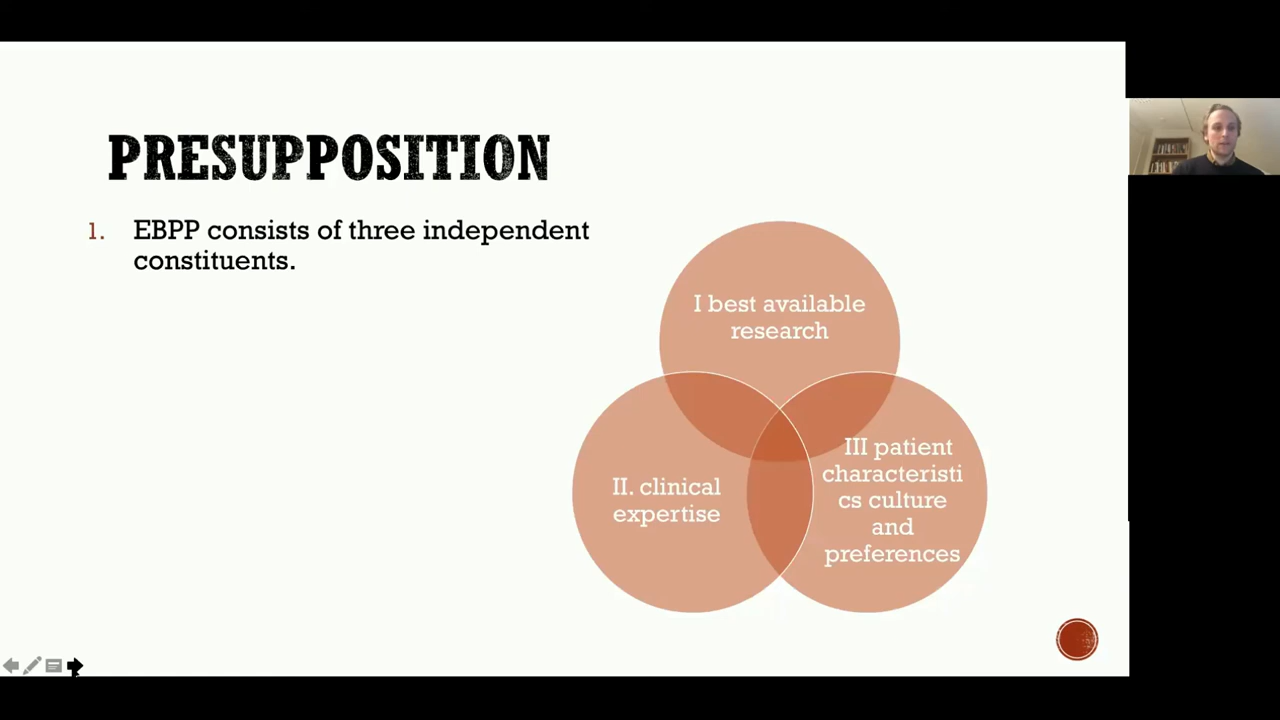 PRESUPPOSITION
1. EBPP consists of three independent
constituents.
I best available
research
II. clinical
expertise
III patient
characteristi
cs culture
and
preferences